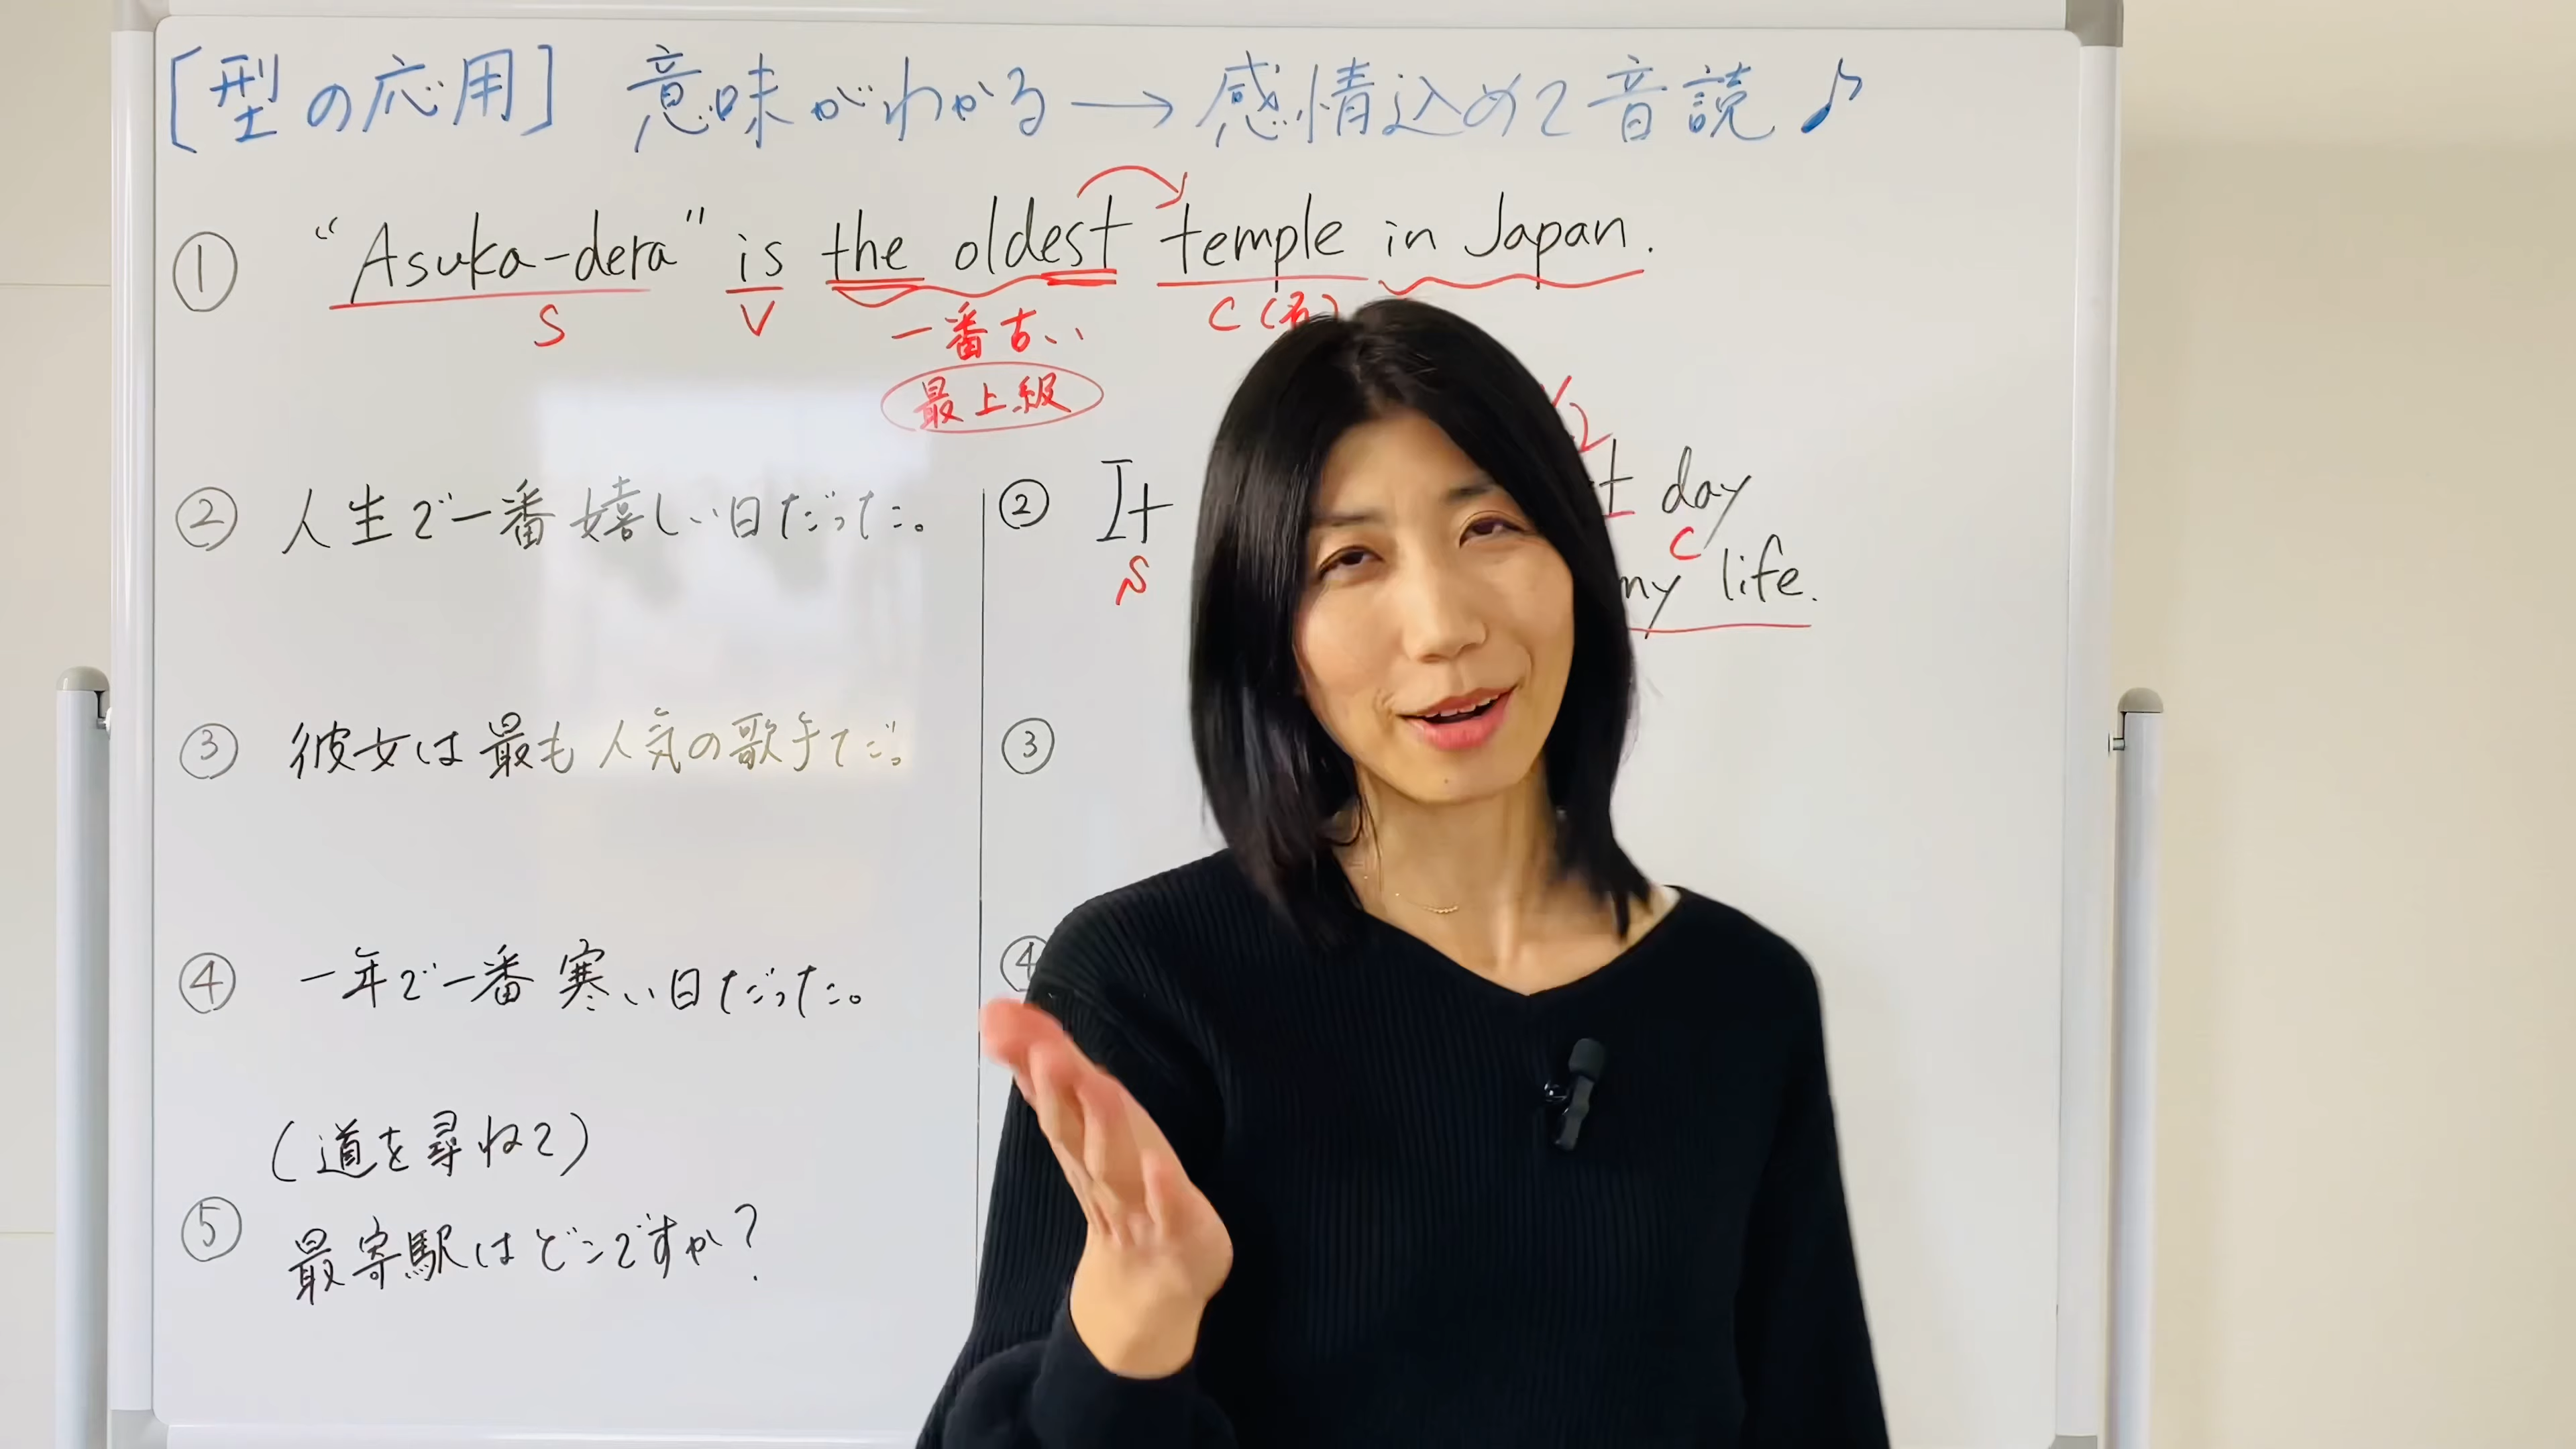 [型の応用] 意味がわかる → 感情込めて音読♪
① "Asuka-dera" is the oldest temple in Japan.
S V 一番古い C (名)
最上級
② 人生で一番嬉しい日だった。
② It day
S C
my life.
③ 彼女は最も人気の歌手だ。
③
④ 一年で一番寒い日だった。
④
(道を尋ねて)
⑤ 最寄駅はどこですか?